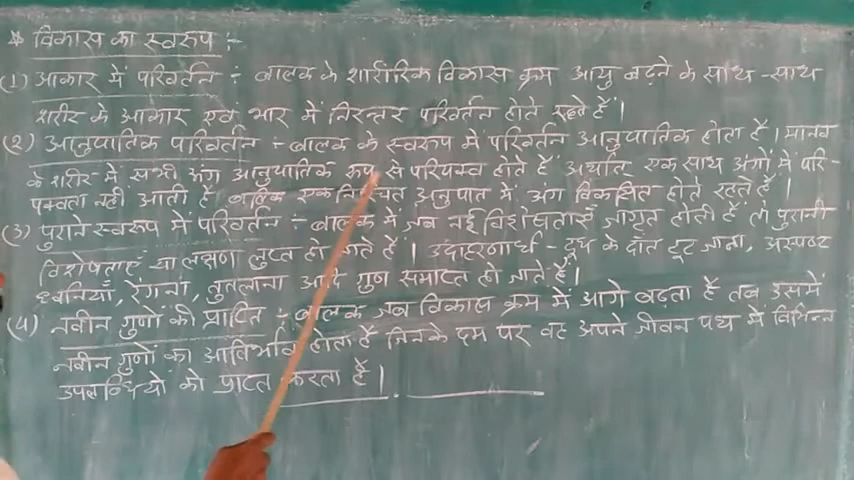 * विकास का स्वरूप :-
(1) आकार में परिवर्तन :- बालक के शारीरिक विकास क्रम आयु बढ़ने के साथ-साथ
शरीर के आकार एवं भार में निरन्तर परिवर्तन होते रहते हैं।
(2) आनुपातिक परिवर्तन :- बालक के स्वरूप में परिवर्तन आनुपातिक होता है। मानव
के शरीर में सभी अंग आनुपातिक रूप से परिपक्व होते हैं अर्थात् एक साथ अंगों में परि-
पक्वता नहीं आती है बल्कि एक निश्चित अनुपात में अंग विकसित होते रहते हैं।
(3) पुराने स्वरूप में परिवर्तन :- बालक में जब नई विशेषताएँ जागृत होती हैं तो पुरानी
विशेषताएं या लक्षण लुप्त हो जाते हैं। उदाहरणार्थ - दूध के दाँत टूट जाना, अस्पष्ट
ध्वनियाँ, रेंगना, तुतलाना आदि गुण समाप्ति हो जाते हैं।
(4) नवीन गुणों की प्राप्ति :- बालक जब विकास क्रम में आगे बढ़ता है तब उसमें
नवीन गुणों का आविर्भाव होता है जिनके दम पर वह अपने जीवन पथ में विभिन्न
उपलब्धियों को प्राप्त करता है।